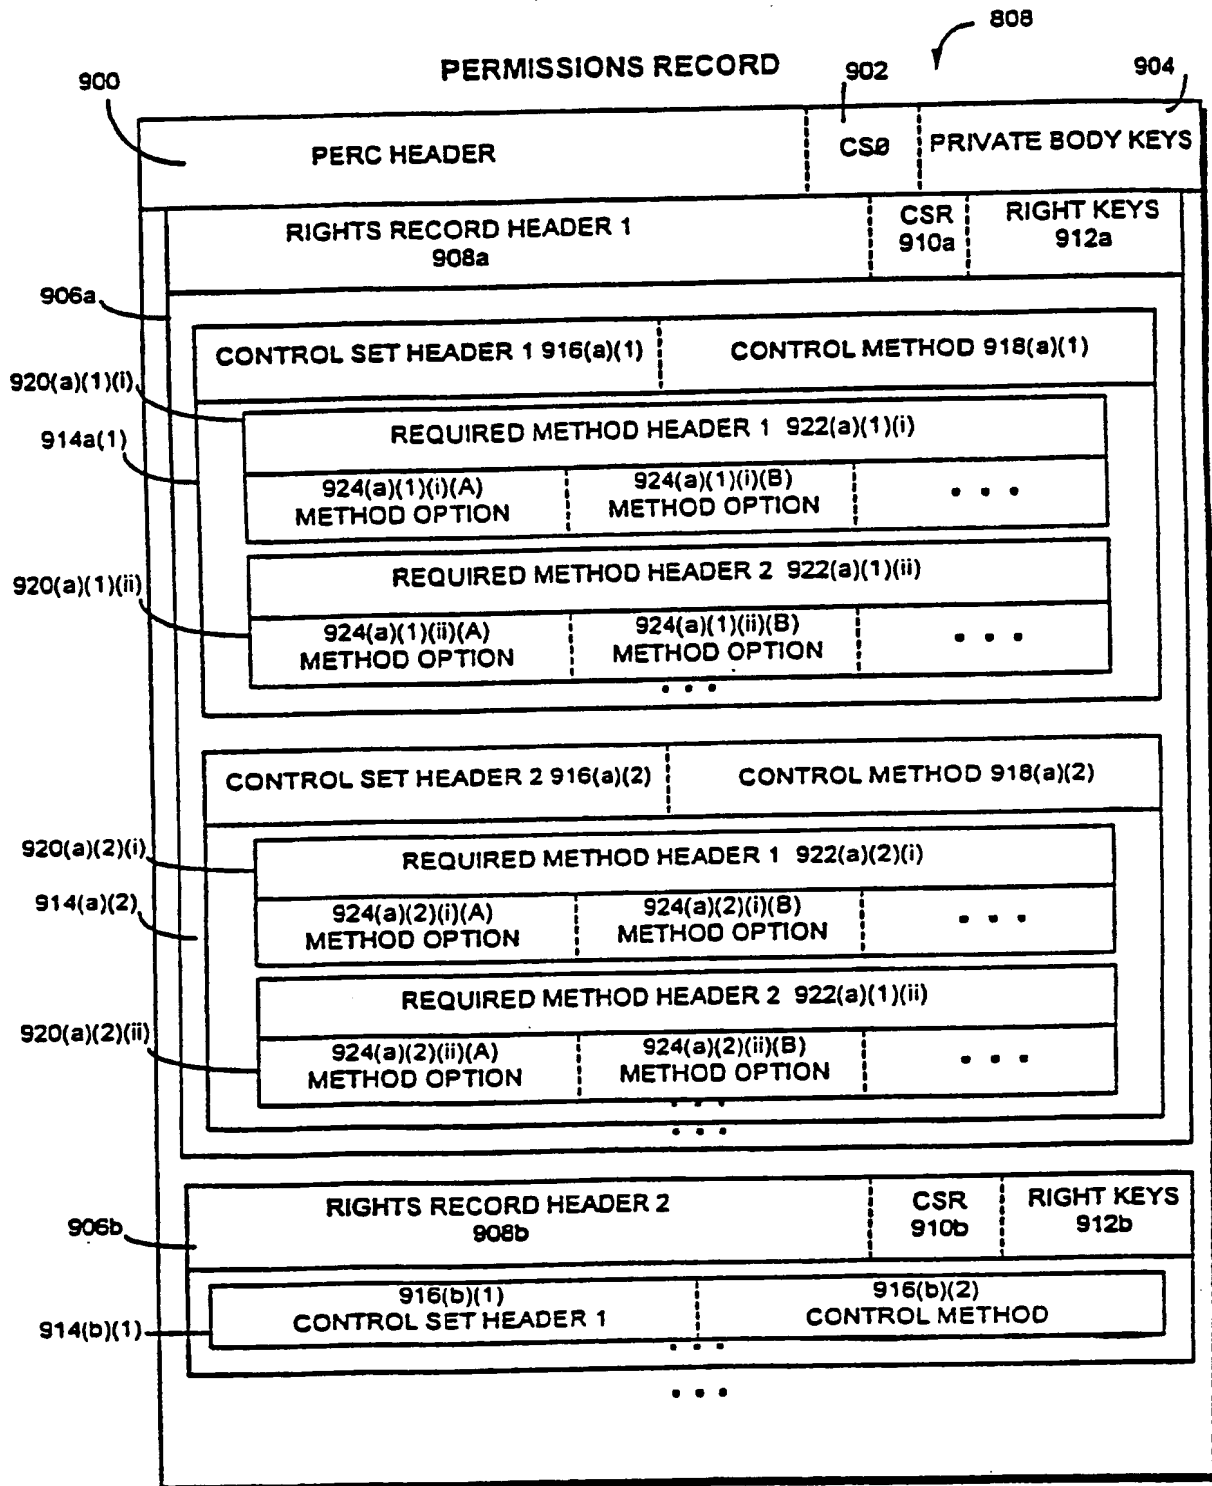 808
PERMISSIONS RECORD
900
902
904
PERC HEADER
CSØ
PRIVATE BODY KEYS
RIGHTS RECORD HEADER 1
908a
CSR
910a
RIGHT KEYS
912a
906a
CONTROL SET HEADER 1 916(a)(1)
CONTROL METHOD 918(a)(1)
920(a)(1)(i)
REQUIRED METHOD HEADER 1 922(a)(1)(i)
914a(1)
924(a)(1)(i)(A)
METHOD OPTION
924(a)(1)(i)(B)
METHOD OPTION
• • •
920(a)(1)(ii)
REQUIRED METHOD HEADER 2 922(a)(1)(ii)
924(a)(1)(ii)(A)
METHOD OPTION
924(a)(1)(ii)(B)
METHOD OPTION
• • •
• • •
CONTROL SET HEADER 2 916(a)(2)
CONTROL METHOD 918(a)(2)
920(a)(2)(i)
REQUIRED METHOD HEADER 1 922(a)(2)(i)
914(a)(2)
924(a)(2)(i)(A)
METHOD OPTION
924(a)(2)(i)(B)
METHOD OPTION
• • •
920(a)(2)(ii)
REQUIRED METHOD HEADER 2 922(a)(1)(ii)
924(a)(2)(ii)(A)
METHOD OPTION
924(a)(2)(ii)(B)
METHOD OPTION
• • •
• • •
• • •
906b
RIGHTS RECORD HEADER 2
908b
CSR
910b
RIGHT KEYS
912b
914(b)(1)
916(b)(1)
CONTROL SET HEADER 1
916(b)(2)
CONTROL METHOD
• • •
• • •